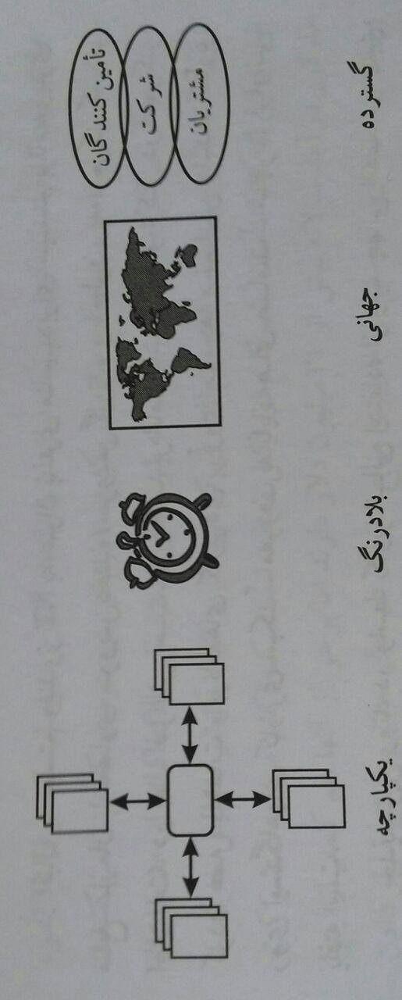 تأمین کنندگان
شرکت
مشتریان
گسترده
جهانی
بلادرنگ
یکپارچه